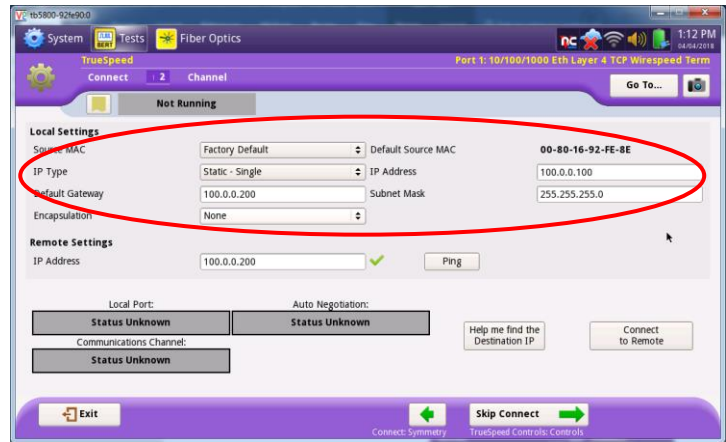 tb5800-92fe90:0
System Tests Fiber Optics 1:12 PM
04/04/2018
TrueSpeed Port 1: 10/100/1000 Eth Layer 4 TCP Wirespeed Term
Connect 2 Channel
Go To...
Not Running
Local Settings
Source MAC Factory Default Default Source MAC 00-80-16-92-FE-8E
IP Type Static - Single IP Address 100.0.0.100
Default Gateway 100.0.0.200 Subnet Mask 255.255.255.0
Encapsulation None
Remote Settings
IP Address 100.0.0.200 Ping
Local Port: Auto Negotiation:
Status Unknown Status Unknown
Communications Channel:
Status Unknown
Help me find the
Destination IP
Connect
to Remote
Exit Skip Connect
Connect: Symmetry TrueSpeed Controls: Controls